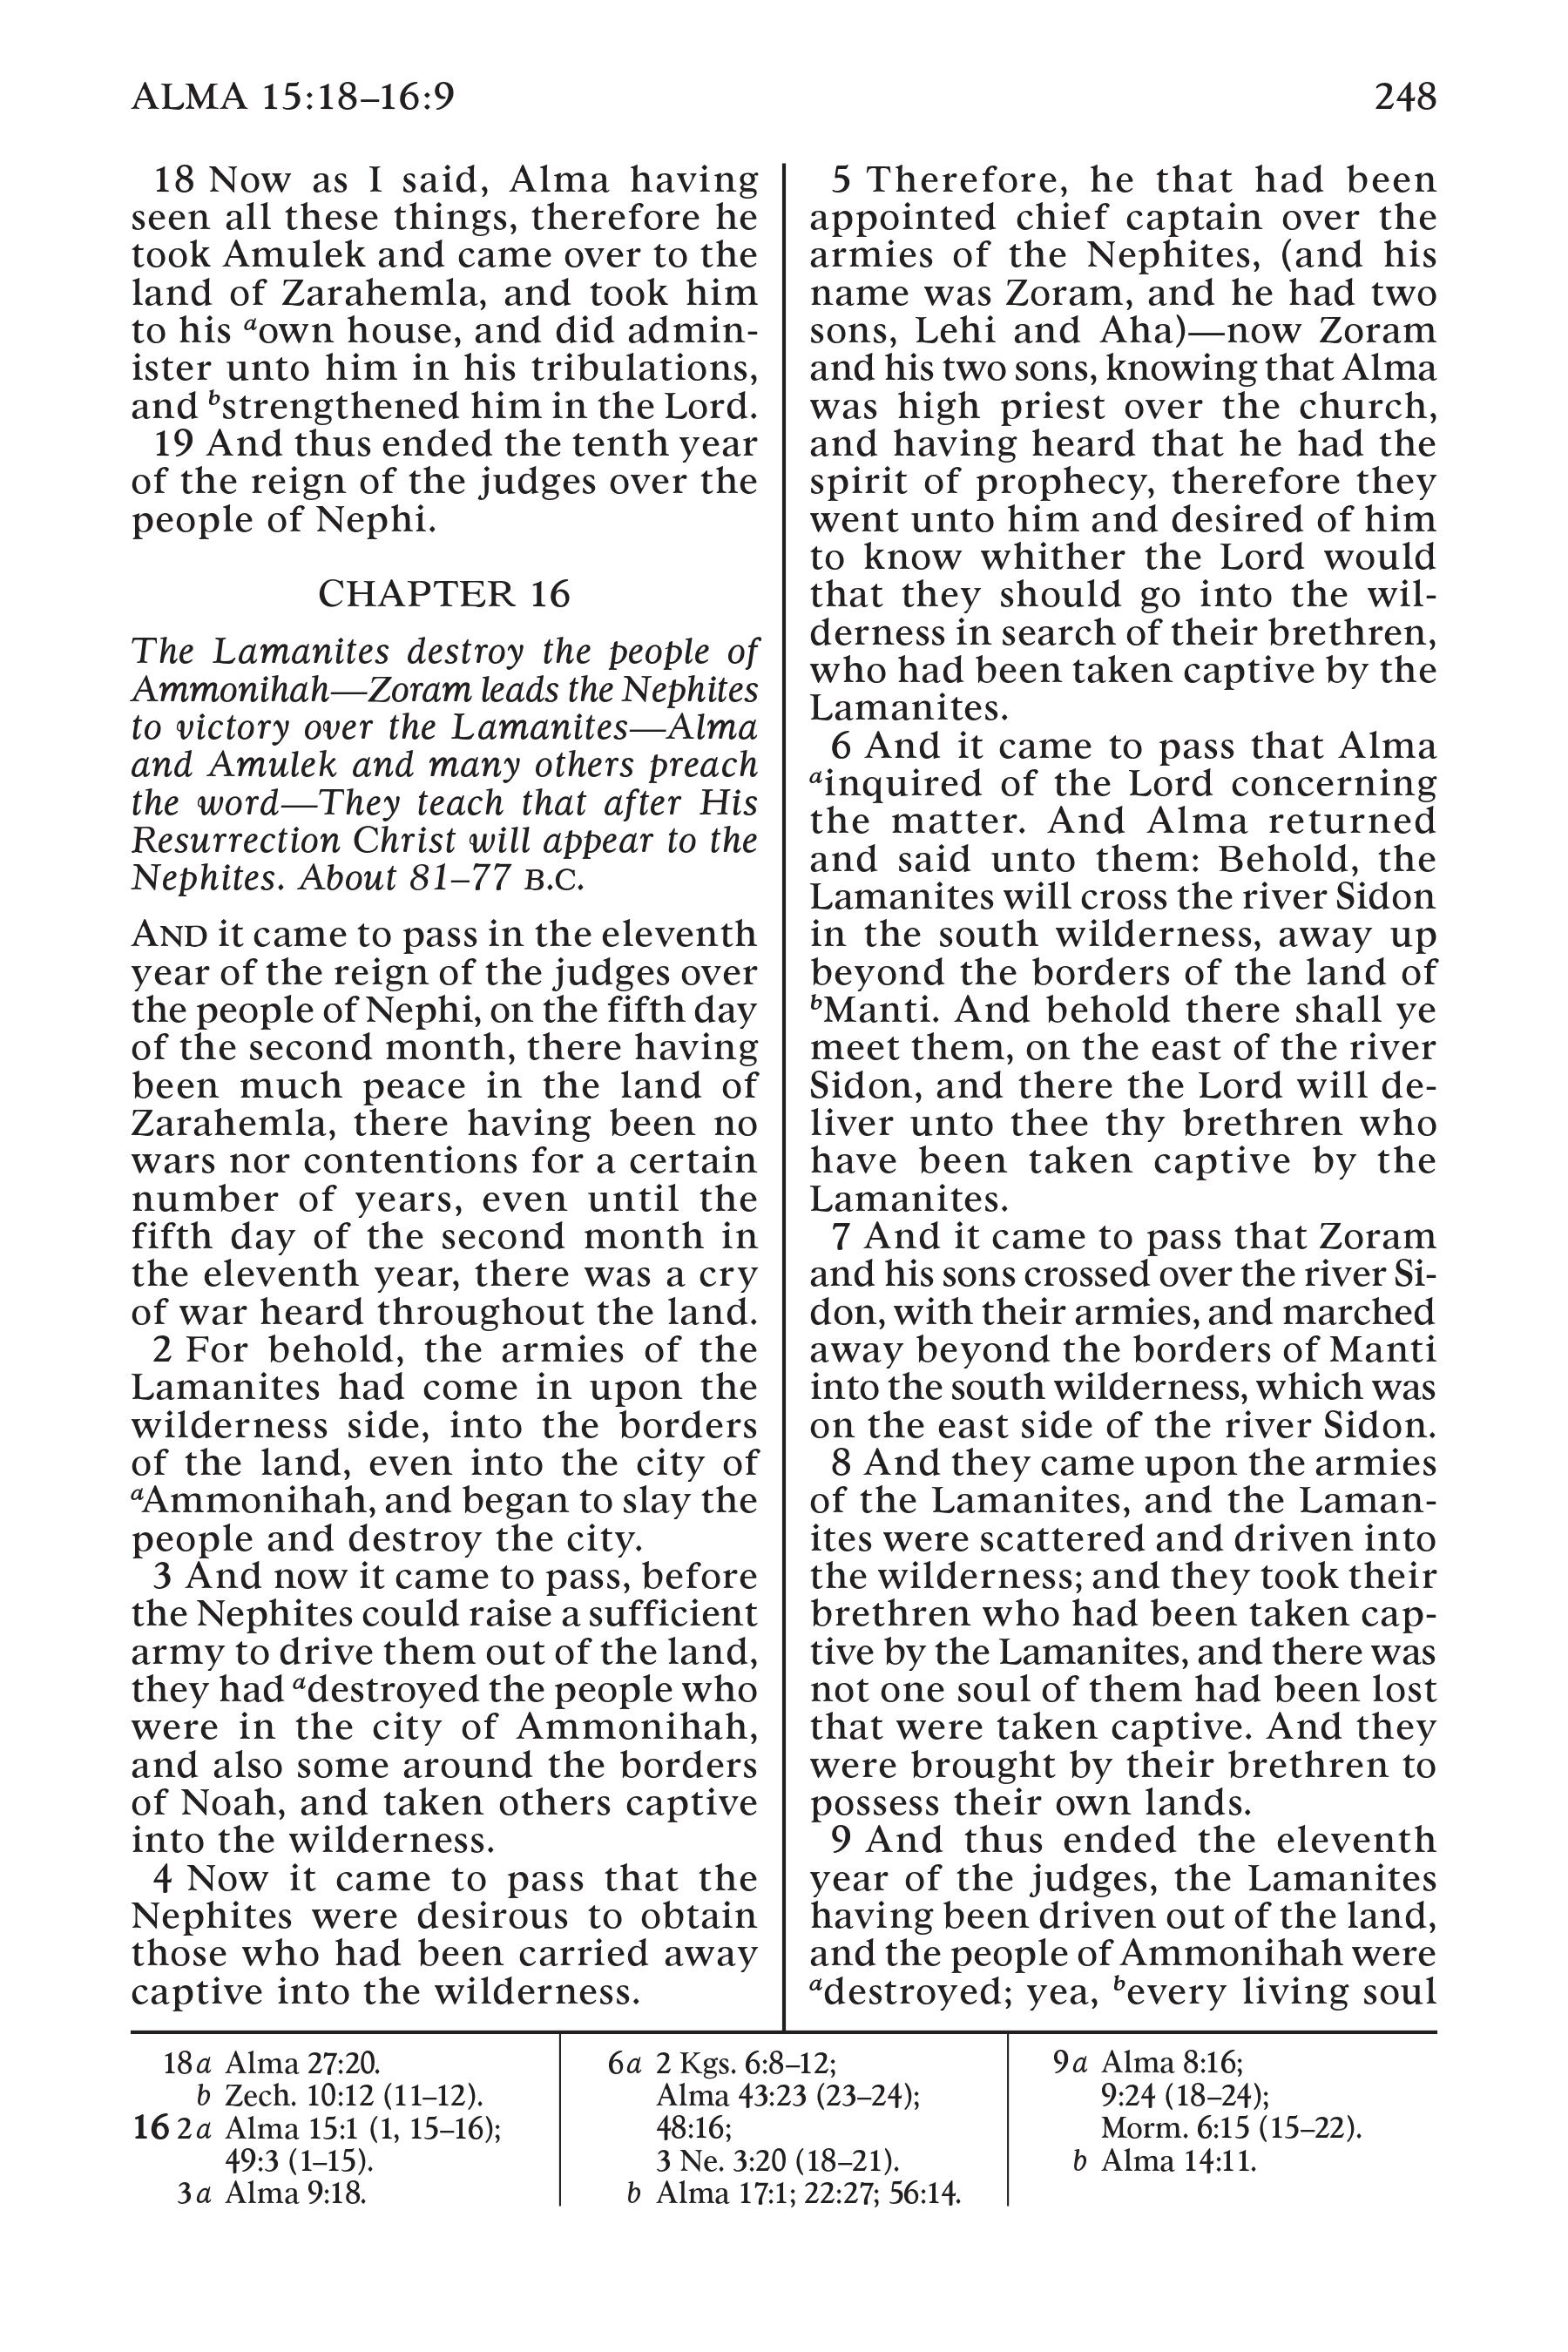 ALMA 15:18–16:9
248
18 Now as I said, Alma having
seen all these things, therefore he
took Amulek and came over to the
land of Zarahemla, and took him
to his aown house, and did admin-
ister unto him in his tribulations,
and bstrengthened him in the Lord.
19 And thus ended the tenth year
of the reign of the judges over the
people of Nephi.
CHAPTER 16
The Lamanites destroy the people of
Ammonihah—Zoram leads the Nephites
to victory over the Lamanites—Alma
and Amulek and many others preach
the word—They teach that after His
Resurrection Christ will appear to the
Nephites. About 81–77 B.C.
AND it came to pass in the eleventh
year of the reign of the judges over
the people of Nephi, on the fifth day
of the second month, there having
been much peace in the land of
Zarahemla, there having been no
wars nor contentions for a certain
number of years, even until the
fifth day of the second month in
the eleventh year, there was a cry
of war heard throughout the land.
2 For behold, the armies of the
Lamanites had come in upon the
wilderness side, into the borders
of the land, even into the city of
aAmmonihah, and began to slay the
people and destroy the city.
3 And now it came to pass, before
the Nephites could raise a sufficient
army to drive them out of the land,
they had adestroyed the people who
were in the city of Ammonihah,
and also some around the borders
of Noah, and taken others captive
into the wilderness.
4 Now it came to pass that the
Nephites were desirous to obtain
those who had been carried away
captive into the wilderness.
5 Therefore, he that had been
appointed chief captain over the
armies of the Nephites, (and his
name was Zoram, and he had two
sons, Lehi and Aha)—now Zoram
and his two sons, knowing that Alma
was high priest over the church,
and having heard that he had the
spirit of prophecy, therefore they
went unto him and desired of him
to know whither the Lord would
that they should go into the wil-
derness in search of their brethren,
who had been taken captive by the
Lamanites.
6 And it came to pass that Alma
ainquired of the Lord concerning
the matter. And Alma returned
and said unto them: Behold, the
Lamanites will cross the river Sidon
in the south wilderness, away up
beyond the borders of the land of
bManti. And behold there shall ye
meet them, on the east of the river
Sidon, and there the Lord will de-
liver unto thee thy brethren who
have been taken captive by the
Lamanites.
7 And it came to pass that Zoram
and his sons crossed over the river Si-
don, with their armies, and marched
away beyond the borders of Manti
into the south wilderness, which was
on the east side of the river Sidon.
8 And they came upon the armies
of the Lamanites, and the Laman-
ites were scattered and driven into
the wilderness; and they took their
brethren who had been taken cap-
tive by the Lamanites, and there was
not one soul of them had been lost
that were taken captive. And they
were brought by their brethren to
possess their own lands.
9 And thus ended the eleventh
year of the judges, the Lamanites
having been driven out of the land,
and the people of Ammonihah were
adestroyed; yea, bevery living soul
18a Alma 27:20.
b Zech. 10:12 (11–12).
16 2a Alma 15:1 (1, 15–16);
49:3 (1–15).
3a Alma 9:18.
6a 2 Kgs. 6:8–12;
Alma 43:23 (23–24);
48:16;
3 Ne. 3:20 (18–21).
b Alma 17:1; 22:27; 56:14.
9a Alma 8:16;
9:24 (18–24);
Morm. 6:15 (15–22).
b Alma 14:11.